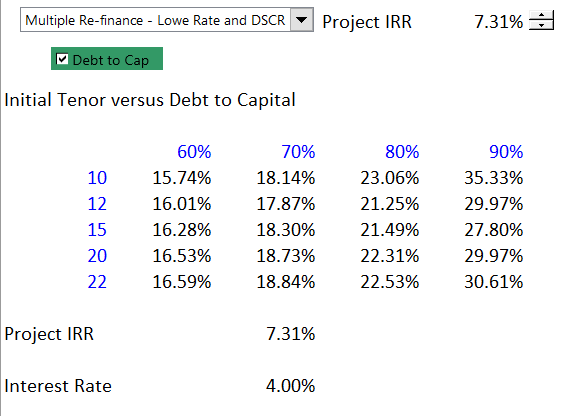 Multiple Re-finance - Lowe Rate and DSCR Project IRR 7.31%
Debt to Cap
Initial Tenor versus Debt to Capital
60% 70% 80% 90%
10 15.74% 18.14% 23.06% 35.33%
12 16.01% 17.87% 21.25% 29.97%
15 16.28% 18.30% 21.49% 27.80%
20 16.53% 18.73% 22.31% 29.97%
22 16.59% 18.84% 22.53% 30.61%
Project IRR 7.31%
Interest Rate 4.00%